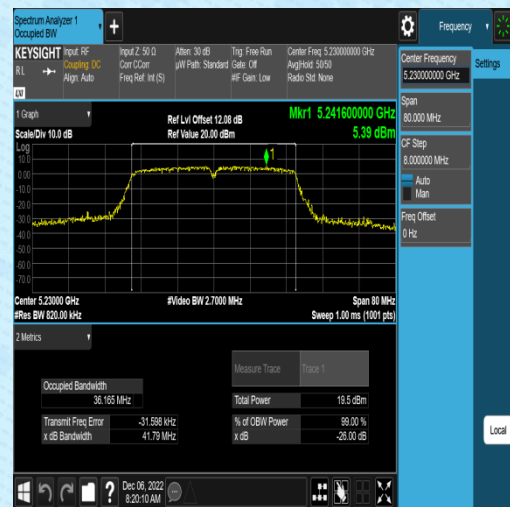 Spectrum Analyzer 1
Occupied BW
Frequency
KEYSIGHT
RL
LXI
Input: RF
Coupling: DC
Align: Auto
Input Z: 50 Ω
Corr CCorr
Freq Ref: Int (S)
Atten: 30 dB
µW Path: Standard
Trig: Free Run
Gate: Off
#IF Gain: Low
Center Freq: 5.230000000 GHz
Avg|Hold: 50/50
Radio Std: None
Center Frequency
5.230000000 GHz
Settings
Span
80.000 MHz
CF Step
8.000000 MHz
Auto
Man
Freq Offset
0 Hz
1 Graph
Scale/Div 10.0 dB
Ref Lvl Offset 12.08 dB
Ref Value 20.00 dBm
Mkr1 5.241600000 GHz
5.39 dBm
Log
10.0
0.00
-10.0
-20.0
-30.0
-40.0
-50.0
-60.0
-70.0
1
Center 5.23000 GHz
#Res BW 820.00 kHz
#Video BW 2.7000 MHz
Span 80 MHz
Sweep 1.00 ms (1001 pts)
2 Metrics
Measure Trace
Trace 1
Occupied Bandwidth
36.165 MHz
Total Power
19.5 dBm
Transmit Freq Error
-31.598 kHz
% of OBW Power
99.00 %
x dB Bandwidth
41.79 MHz
x dB
-26.00 dB
Local
Dec 06, 2022
8:20:10 AM